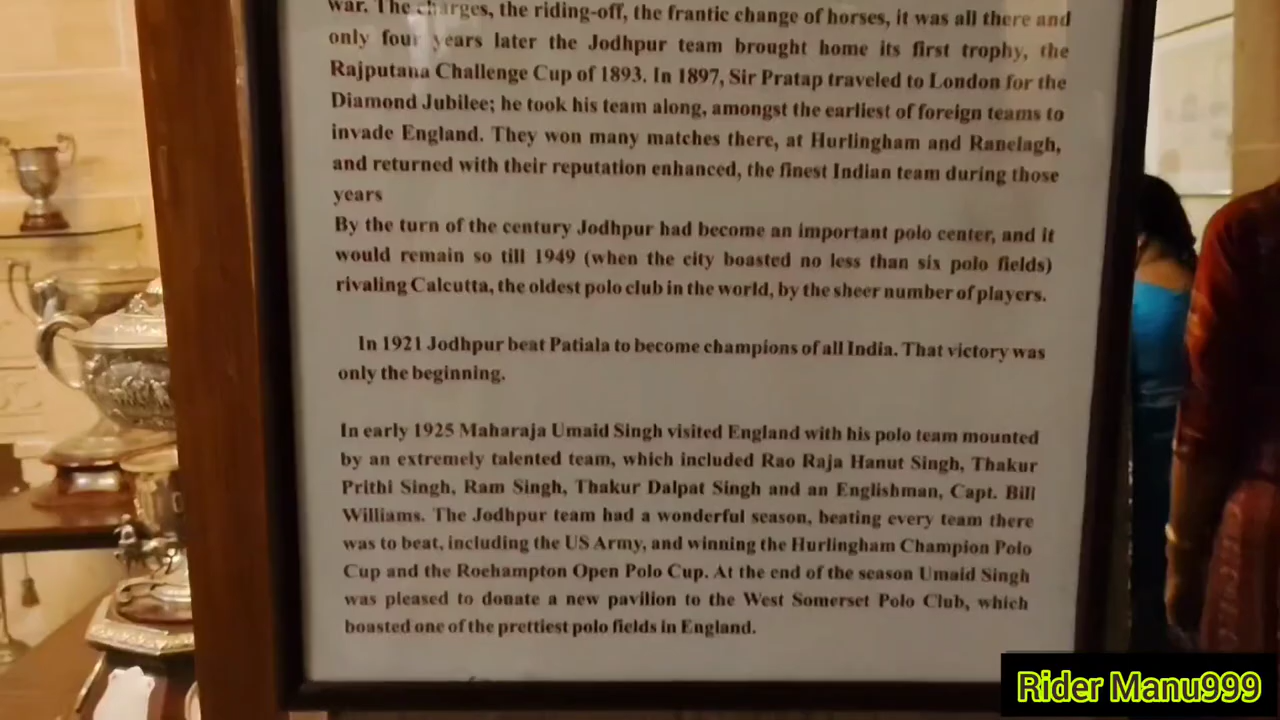 war. The charges, the riding-off, the frantic change of horses, it was all there and
only four years later the Jodhpur team brought home its first trophy, the
Rajputana Challenge Cup of 1893. In 1897, Sir Pratap traveled to London for the
Diamond Jubilee; he took his team along, amongst the earliest of foreign teams to
invade England. They won many matches there, at Hurlingham and Ranelagh,
and returned with their reputation enhanced, the finest Indian team during those
years
By the turn of the century Jodhpur had become an important polo center, and it
would remain so till 1949 (when the city boasted no less than six polo fields)
rivaling Calcutta, the oldest polo club in the world, by the sheer number of players.
In 1921 Jodhpur beat Patiala to become champions of all India. That victory was
only the beginning.
In early 1925 Maharaja Umaid Singh visited England with his polo team mounted
by an extremely talented team, which included Rao Raja Hanut Singh, Thakur
Prithi Singh, Ram Singh, Thakur Dalpat Singh and an Englishman, Capt. Bill
Williams. The Jodhpur team had a wonderful season, beating every team there
was to beat, including the US Army, and winning the Hurlingham Champion Polo
Cup and the Roehampton Open Polo Cup. At the end of the season Umaid Singh
was pleased to donate a new pavilion to the West Somerset Polo Club, which
boasted one of the prettiest polo fields in England.
Rider Manu999